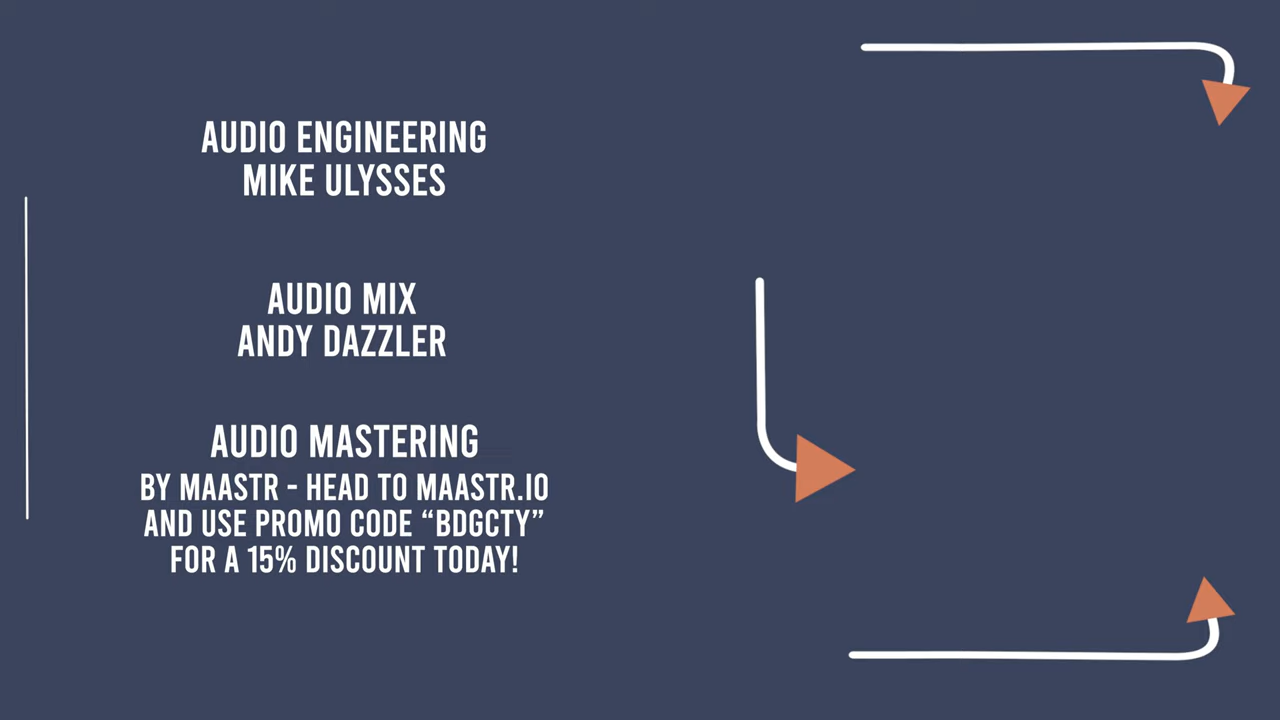 AUDIO ENGINEERING
MIKE ULYSSES
AUDIO MIX
ANDY DAZZLER
AUDIO MASTERING
BY MAASTR - HEAD TO MAASTR.IO
AND USE PROMO CODE “BDGCTY”
FOR A 15% DISCOUNT TODAY!